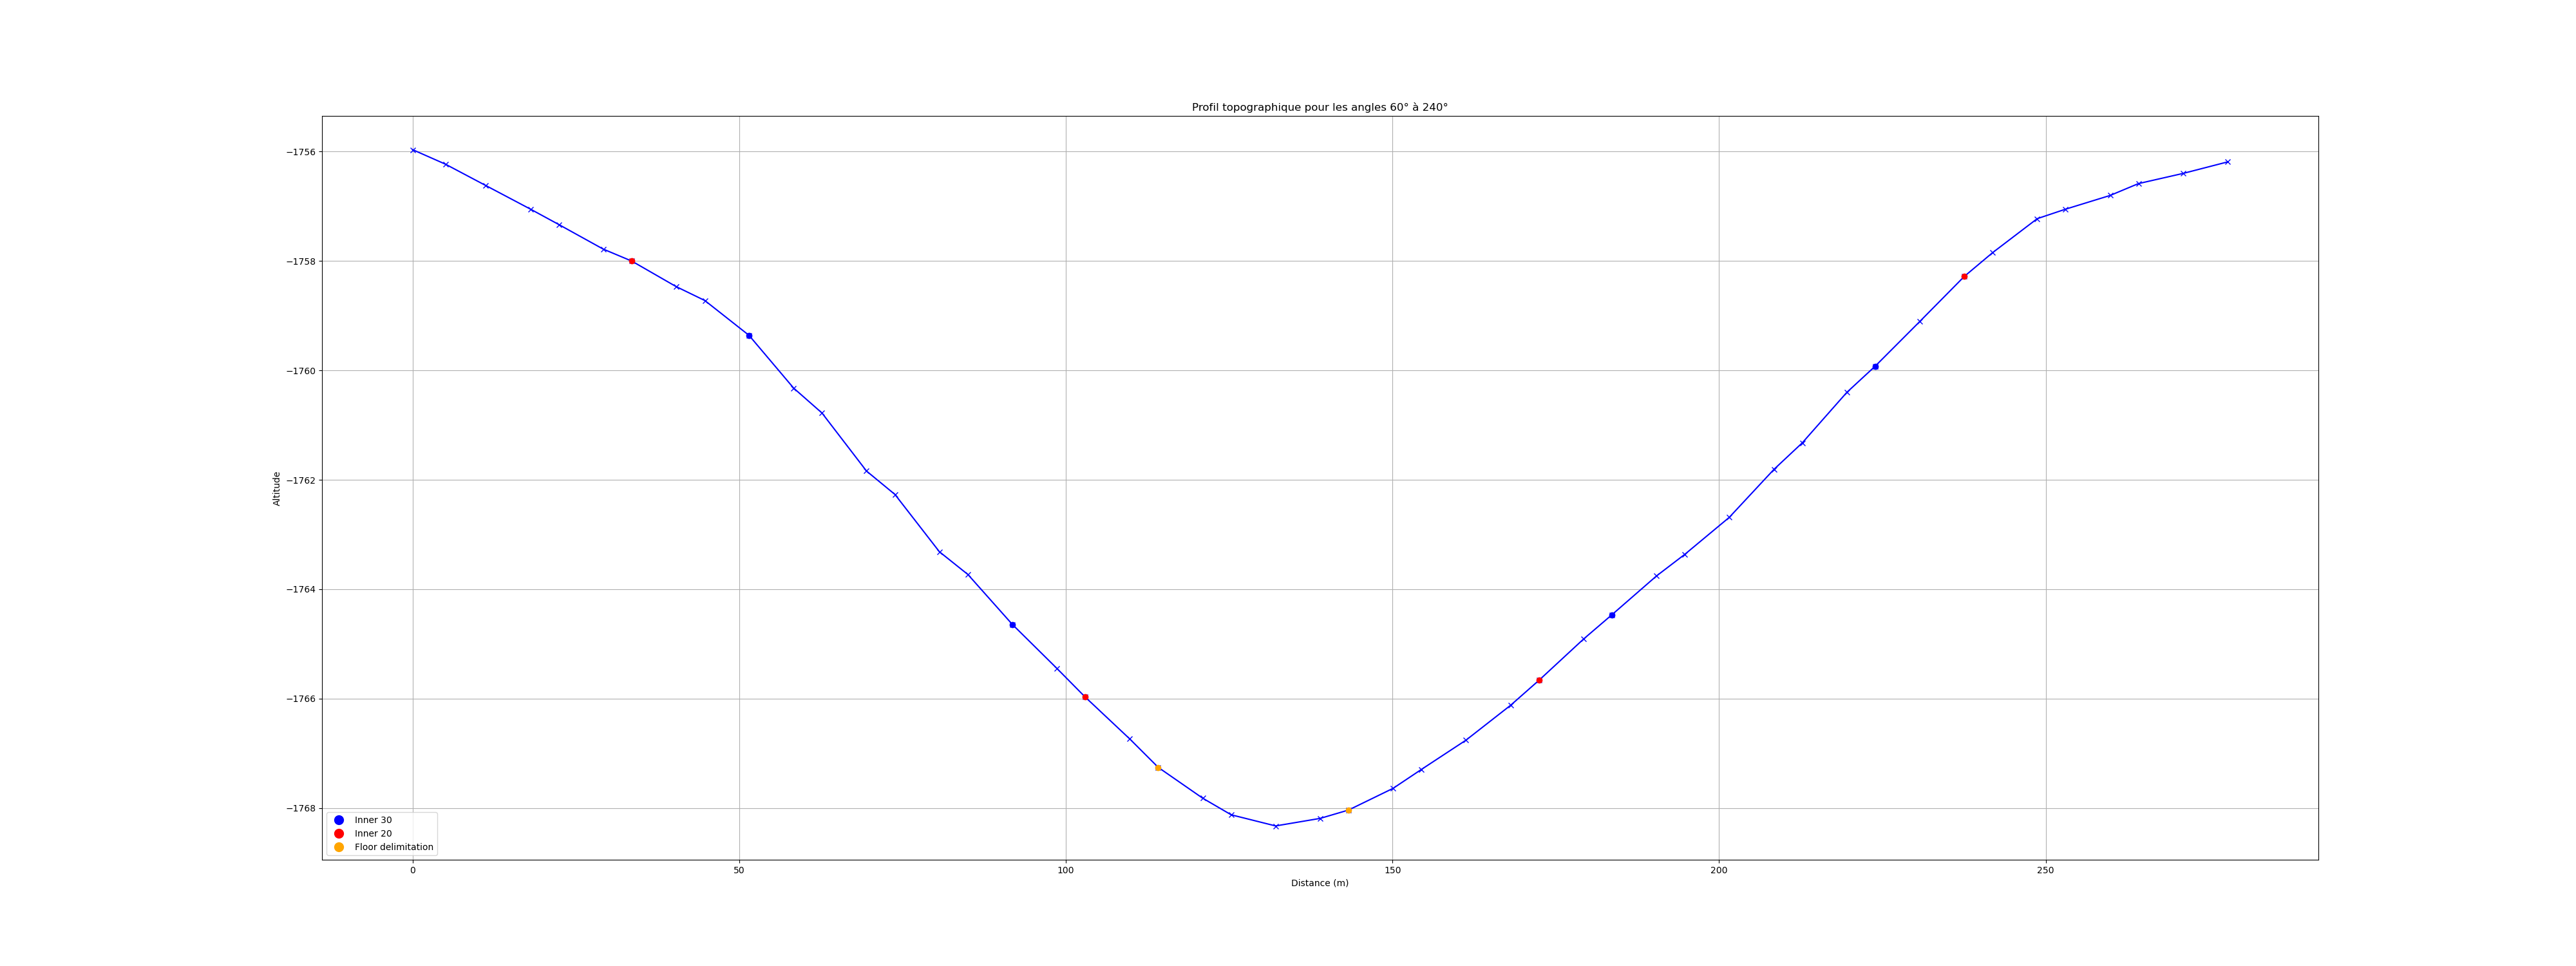 Profil topographique pour les angles 60° à 240°
−1756
−1758
−1760
−1762
−1764
−1766
−1768
Altitude
Inner 30
Inner 20
Floor delimitation
0 50 100 150 200 250
Distance (m)